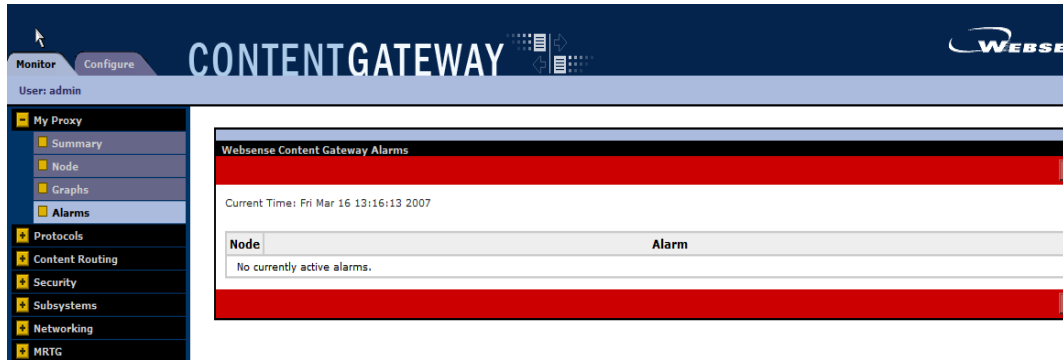 CONTENTGATEWAY
WEBSE
Monitor
Configure
User: admin
My Proxy
Summary
Node
Graphs
Alarms
Protocols
Content Routing
Security
Subsystems
Networking
MRTG
Websense Content Gateway Alarms
Current Time: Fri Mar 16 13:16:13 2007
Node Alarm
No currently active alarms.